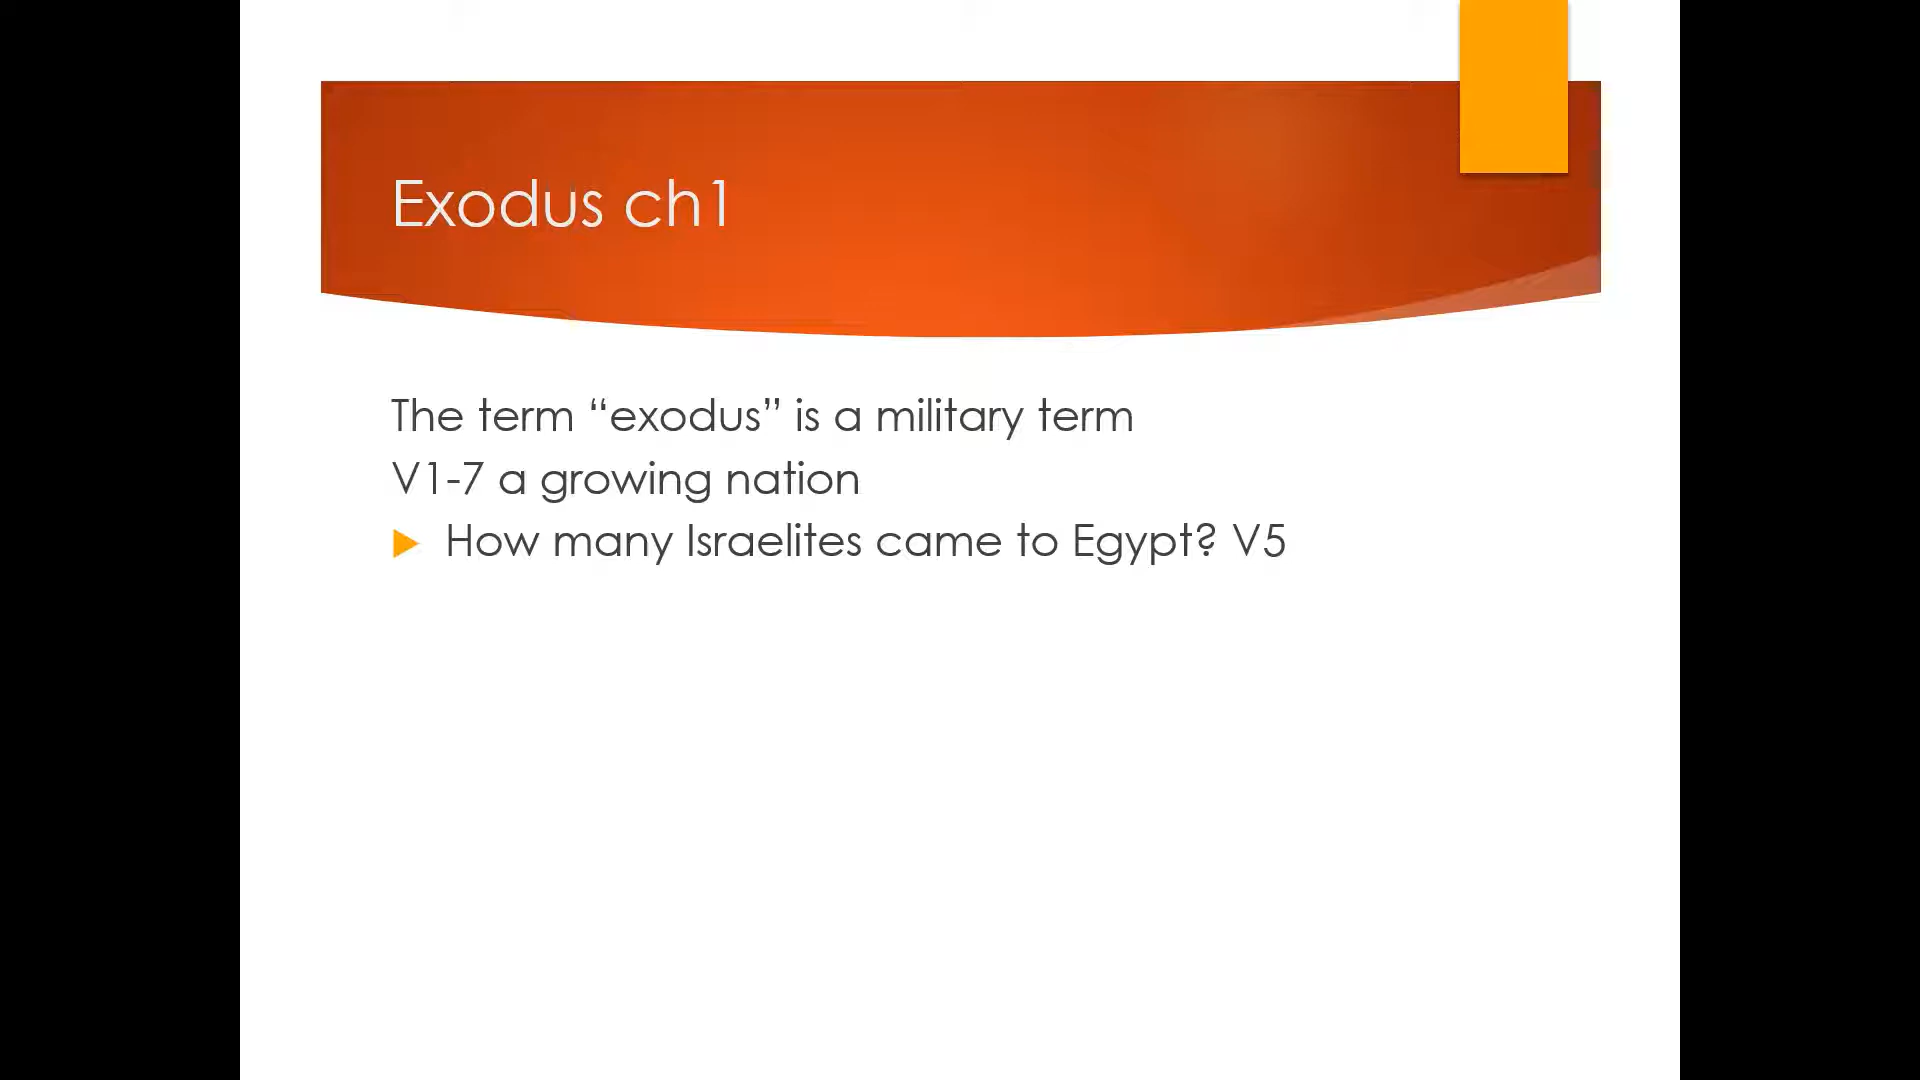 Exodus ch1
The term “exodus” is a military term
V1-7 a growing nation
How many Israelites came to Egypt? V5